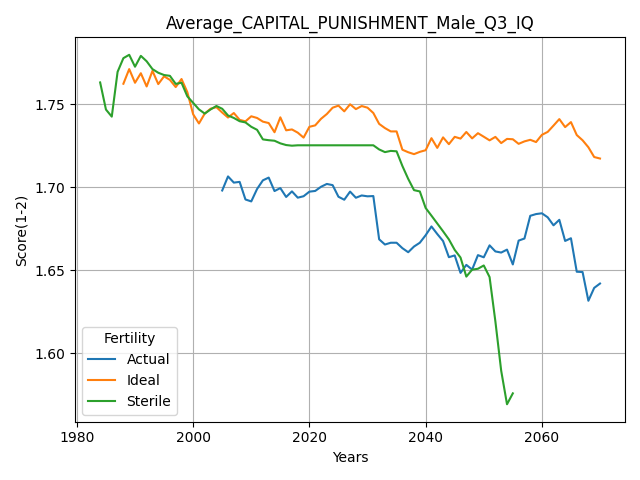 Average_CAPITAL_PUNISHMENT_Male_Q3_IQ
Score(1-2)
1.75
1.70
1.65
1.60
Fertility
Actual
Ideal
Sterile
1980
2000
2020
2040
2060
Years